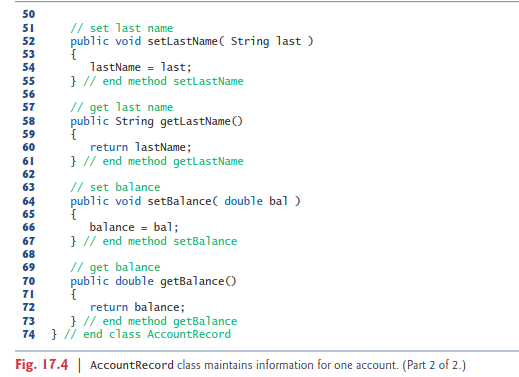 50
51 // set last name
52 public void setLastName( String last )
53 {
54 lastName = last;
55 } // end method setLastName
56
57 // get last name
58 public String getLastName()
59 {
60 return lastName;
61 } // end method getLastName
62
63 // set balance
64 public void setBalance( double bal )
65 {
66 balance = bal;
67 } // end method setBalance
68
69 // get balance
70 public double getBalance()
71 {
72 return balance;
73 } // end method getBalance
74 } // end class AccountRecord
Fig. 17.4 | AccountRecord class maintains information for one account. (Part 2 of 2.)